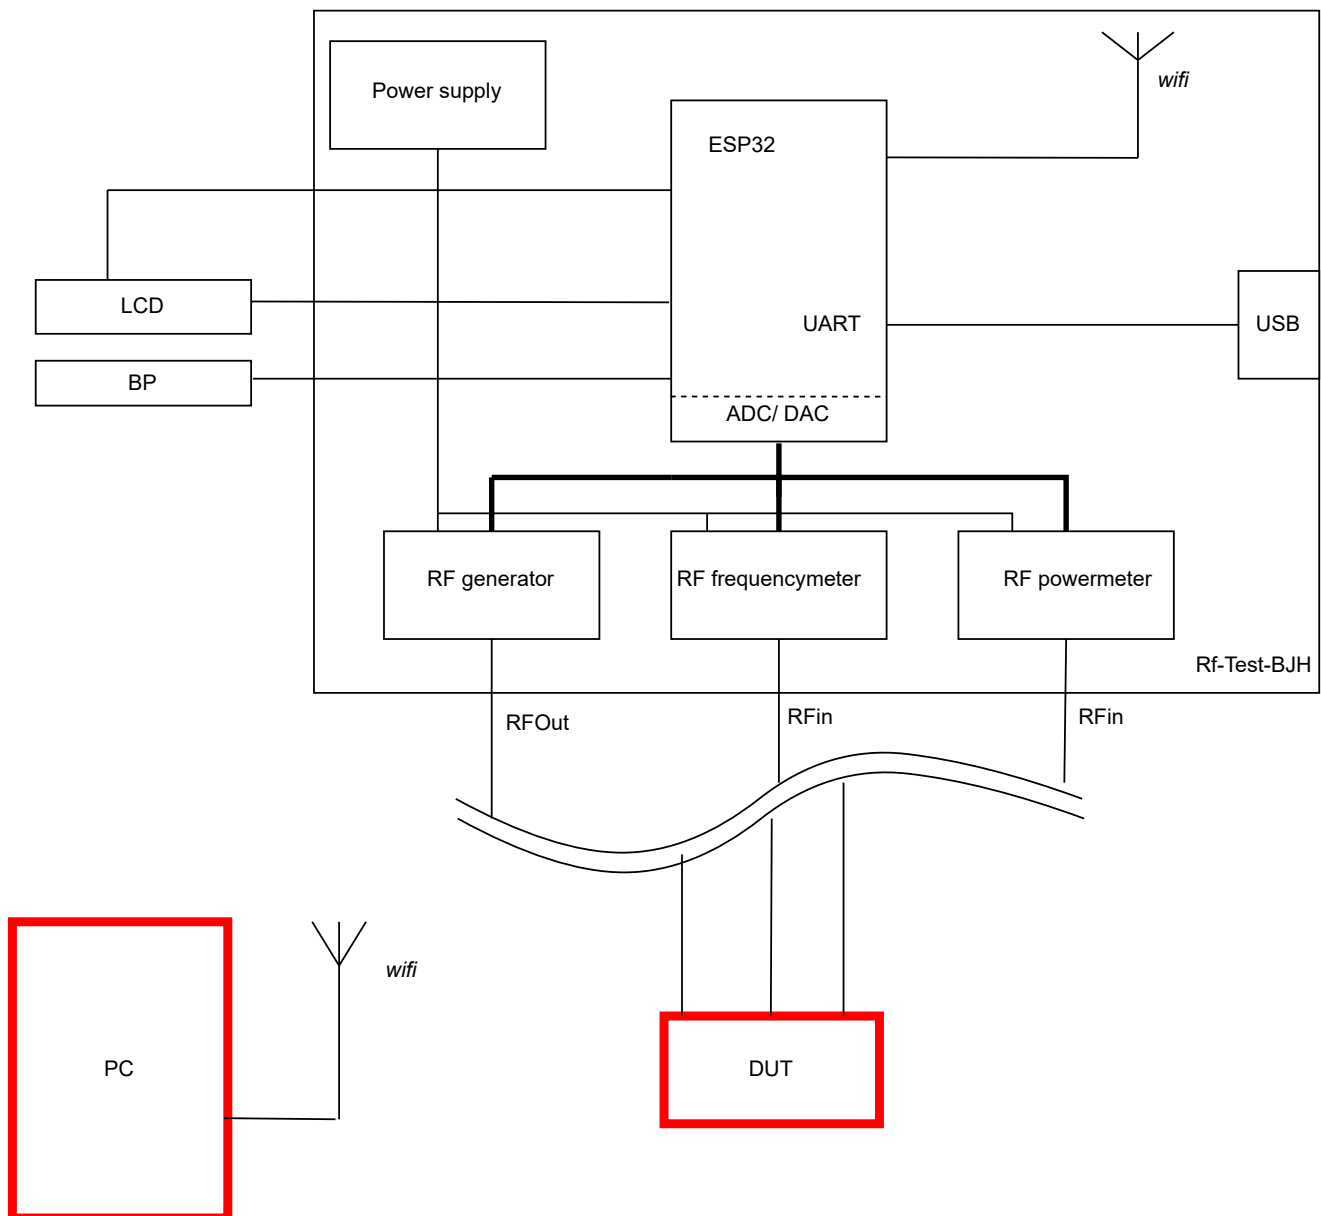 Power supply
wifi
ESP32
LCD
UART
USB
BP
ADC/ DAC
RF generator
RF frequencymeter
RF powermeter
Rf-Test-BJH
RFOut
RFin
RFin
wifi
PC
DUT